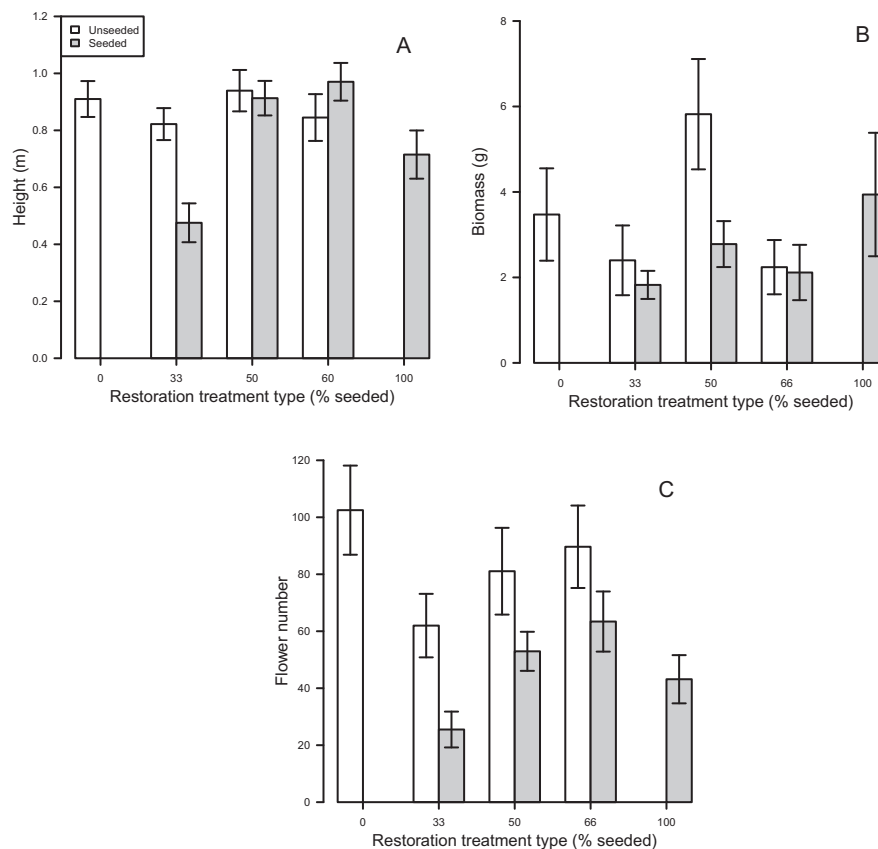 1.2
1.0
0.8
0.6
0.4
0.2
0.0
Height (m)
Unseeded
Seeded
A
0 33 50 60 100
Restoration treatment type (% seeded)
8
6
4
2
0
Biomass (g)
B
0 33 50 66 100
Restoration treatment type (% seeded)
120
100
80
60
40
20
0
Flower number
C
0 33 50 66 100
Restoration treatment type (% seeded)